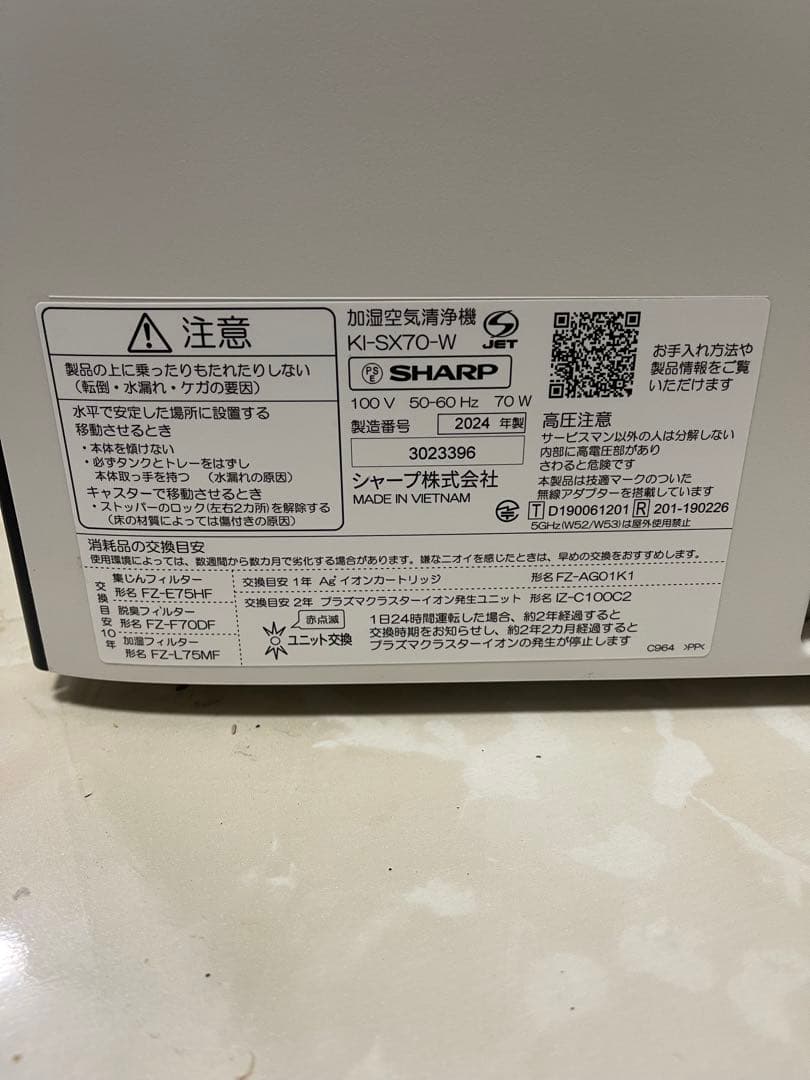 注意
製品の上に乗ったりもたれたりしない
(転倒・水漏れ・ケガの要因)
水平で安定した場所に設置する
移動させるとき
・本体を傾けない
・必ずタンクとトレーをはずし
本体取っ手を持つ (水漏れの原因)
キャスターで移動させるとき
・ストッパーのロック(左右2カ所)を解除する
(床の材質によっては傷付きの原因)
加湿空気清浄機
KI-SX70-W
JET
PSE SHARP
100 V 50-60 Hz 70 W
製造番号 2024 年製
3023396
シャープ株式会社
MADE IN VIETNAM
お手入れ方法や
製品情報をご覧
いただけます
高圧注意
サービスマン以外の人は分解しない
内部に高電圧部があり
さわると危険です
本製品は技適マークのついた
無線アダプターを搭載しています
T D190061201 R 201-190226
5GHz(W52/W53)は屋外使用禁止
消耗品の交換目安
使用環境によっては、数週間から数カ月で劣化する場合があります。嫌なニオイを感じたときは、早めの交換をおすすめします。
交換目安10年
集じんフィルター
形名 FZ-E75HF
脱臭フィルター
形名 FZ-F70DF
加湿フィルター
形名 FZ-L75MF
交換目安 1年 Ag⁺イオンカートリッジ 形名 FZ-AG01K1
交換目安 2年 プラズマクラスターイオン発生ユニット 形名 IZ-C100C2
赤点滅
ユニット交換
1日24時間運転した場合、約2年経過すると
交換時期をお知らせし、約2年2カ月経過すると
プラズマクラスターイオンの発生が停止します
C964 >PP<